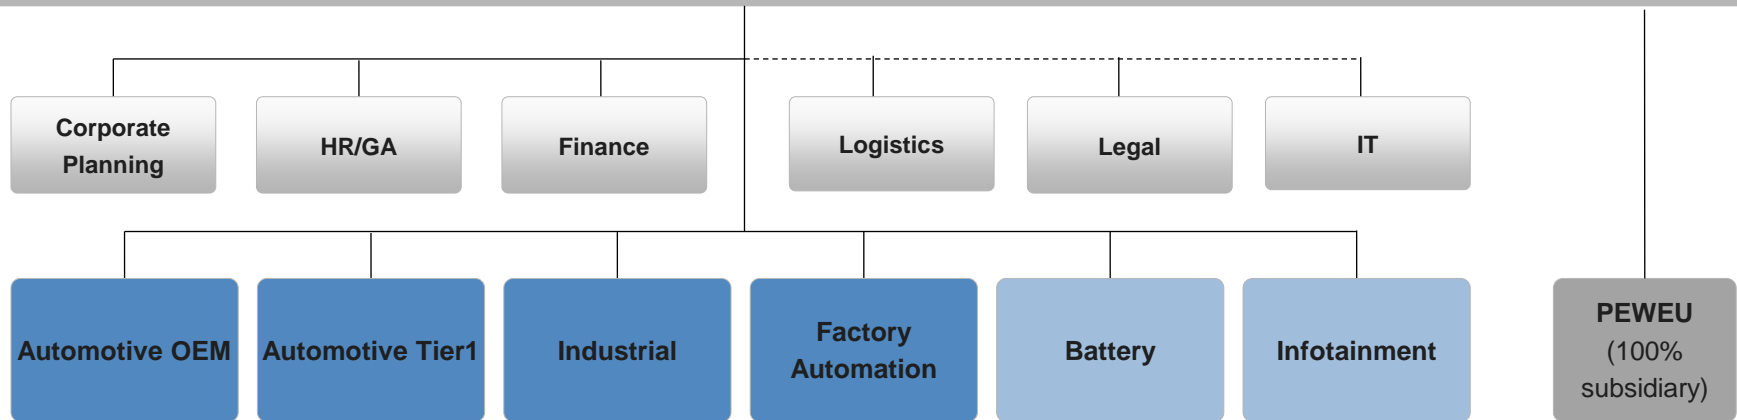 Corporate
Planning
HR/GA
Finance
Logistics
Legal
IT
Automotive OEM
Automotive Tier1
Industrial
Factory
Automation
Battery
Infotainment
PEWEU
(100%
subsidiary)